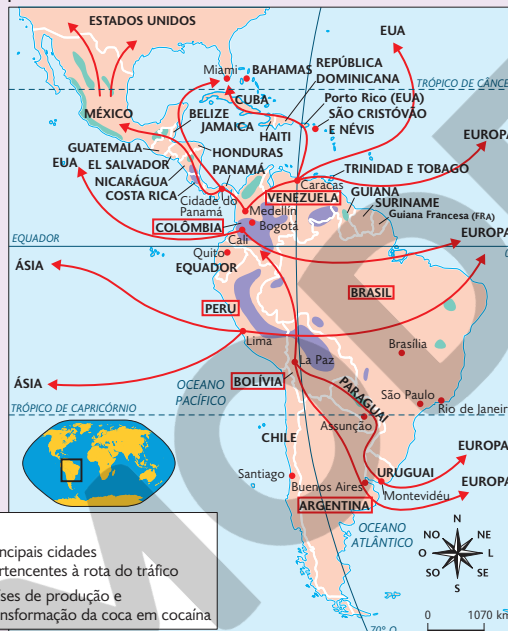 ESTADOS UNIDOS
EUA
Miami
BAHAMAS
REPÚBLICA
DOMINICANA
TRÓPICO DE CÂNCE
CUBA
Porto Rico (EUA)
MÉXICO
BELIZE
JAMAICA
HAITI
SÃO CRISTÓVÃO
E NÉVIS
EUROPA
GUATEMALA
HONDURAS
EUA
EL SALVADOR
NICARÁGUA
PANAMÁ
TRINIDAD E TOBAGO
COSTA RICA
Caracas
Cidade do
Panamá
VENEZUELA
GUIANA
SURINAME
Medellín
Guiana Francesa (FRA)
COLÔMBIA
Bogotá
EUROPA
Cali
EQUADOR
Quito
EQUADOR
ÁSIA
BRASIL
PERU
Lima
Brasília
La Paz
ÁSIA
BOLÍVIA
OCEANO
PACÍFICO
PARAGUAI
São Paulo
TRÓPICO DE CAPRICÓRNIO
Rio de Janeir
Assunção
CHILE
EUROPA
Santiago
URUGUAI
Buenos Aires
EUROPA
Montevidéu
ARGENTINA
OCEANO
ATLÂNTICO
N
NO
NE
O
L
SO
SE
S
ncipais cidades
rtencentes à rota do tráfico
íses de produção e
nsformação da coca em cocaína
0
1070 km
70° O